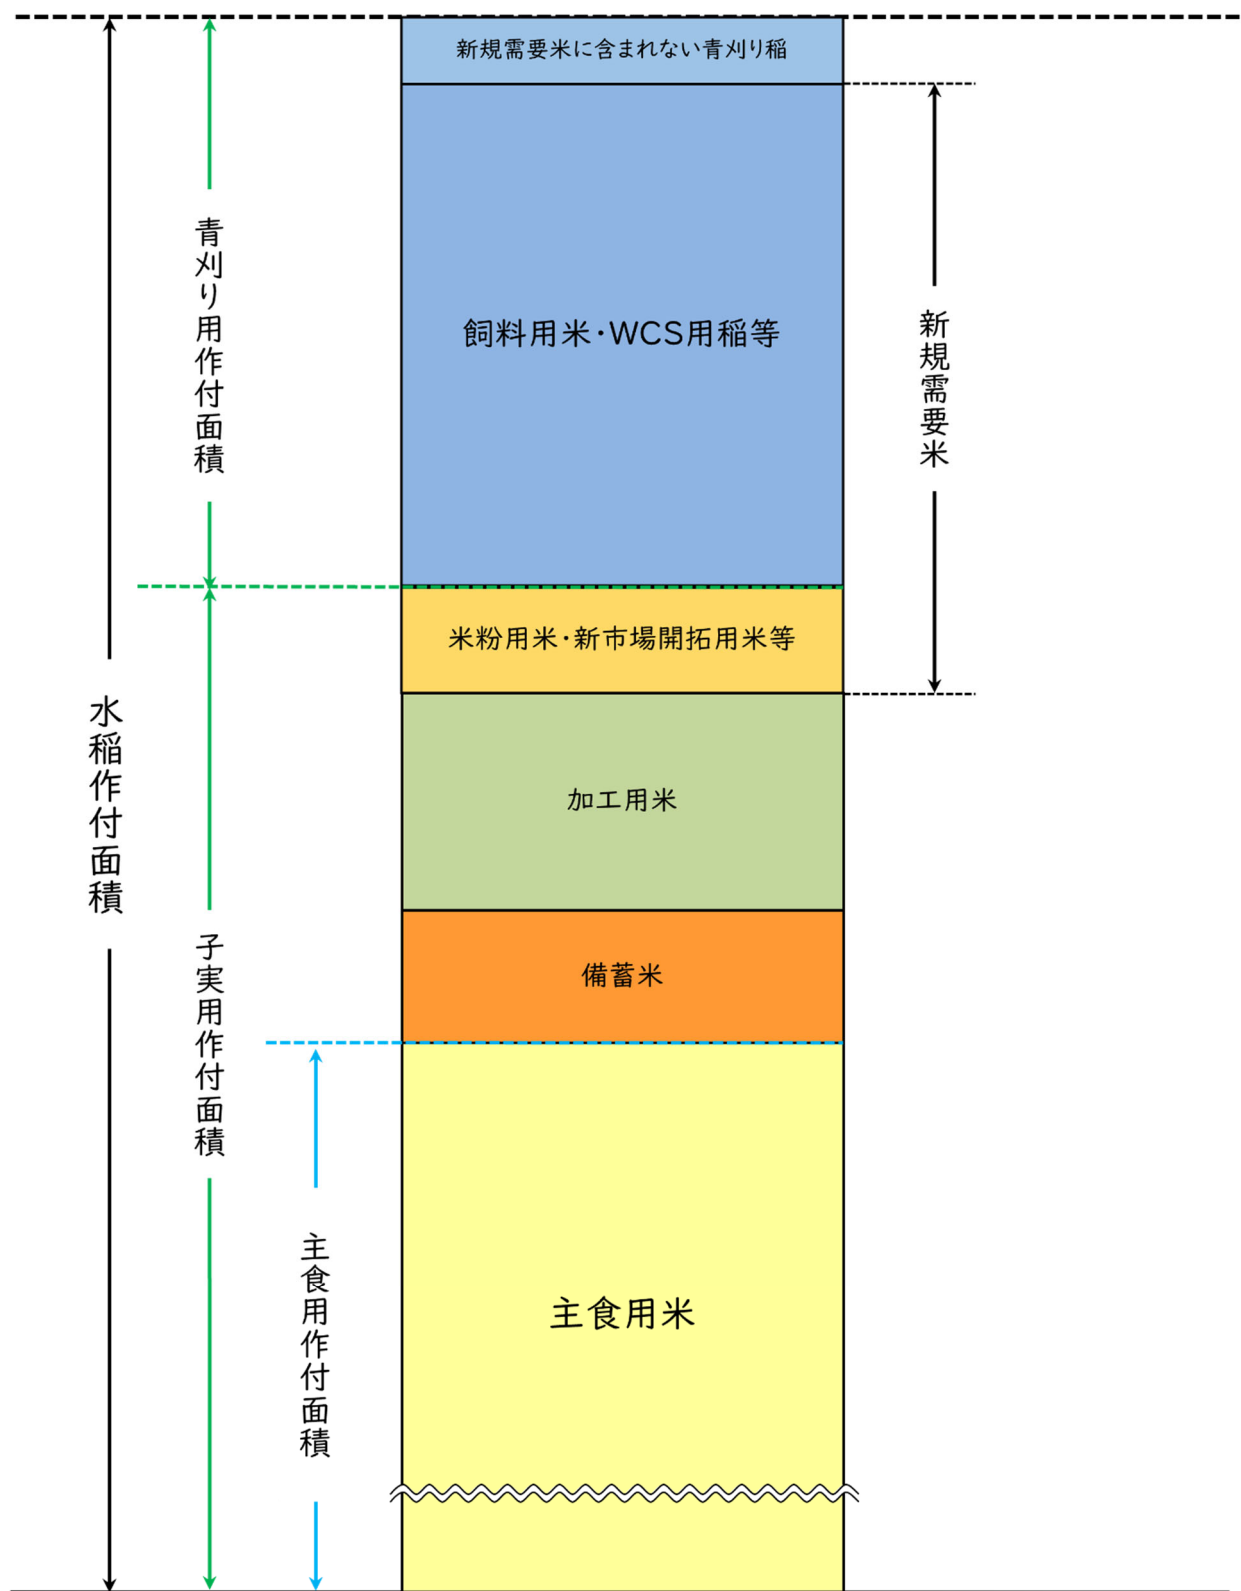 新規需要米に含まれない青刈り稲
飼料用米・WCS用稲等
米粉用米・新市場開拓用米等
加工用米
備蓄米
主食用米
水稲作付面積
青刈り用作付面積
子実用作付面積
主食用作付面積
新規需要米